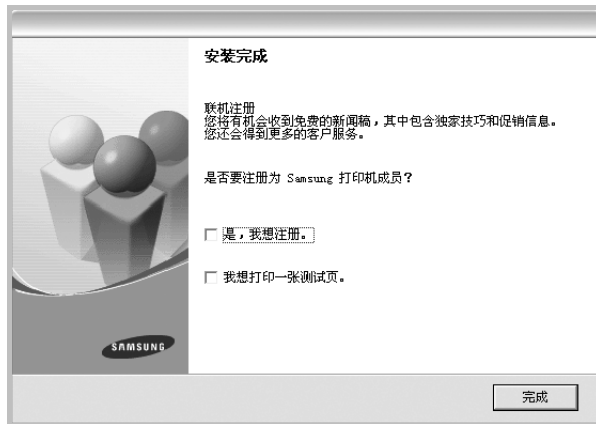 安装完成
联机注册
您将有机会收到免费的新闻稿，其中包含独家技巧和促销信息。
您还会得到更多的客户服务。
是否要注册为 Samsung 打印机成员？
是，我想注册。
我想打印一张测试页。
SAMSUNG
完成